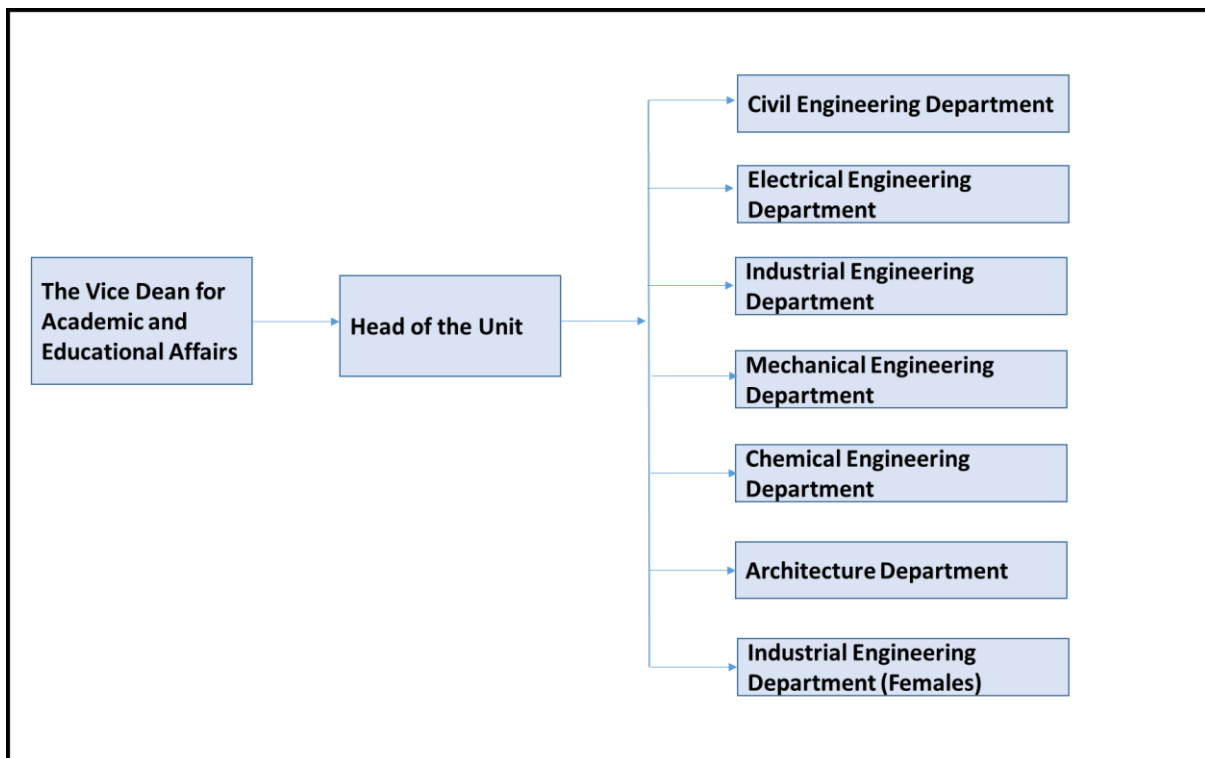 The Vice Dean for
Academic and
Educational Affairs
Head of the Unit
Civil Engineering Department
Electrical Engineering
Department
Industrial Engineering
Department
Mechanical Engineering
Department
Chemical Engineering
Department
Architecture Department
Industrial Engineering
Department (Females)